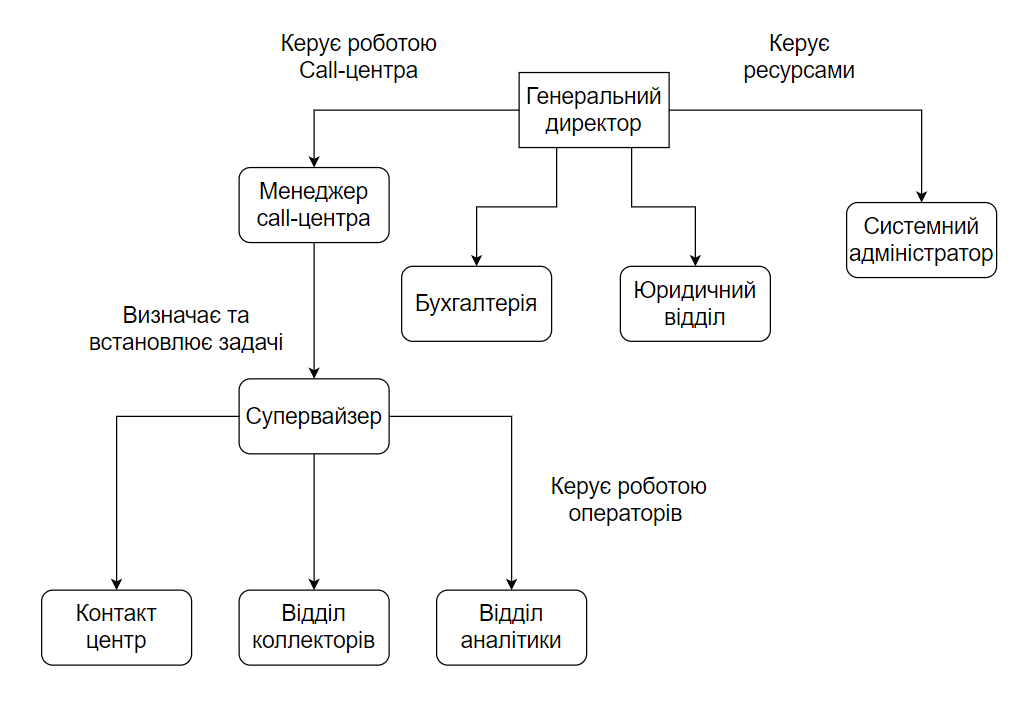 Керує роботою
Call-центра
Керує
ресурсами
Генеральний
директор
Менеджер
call-центра
Системний
адміністратор
Бухгалтерія
Юридичний
відділ
Визначає та
встановлює задачі
Супервайзер
Керує роботою
операторів
Контакт
центр
Відділ
коллекторів
Відділ
аналітики